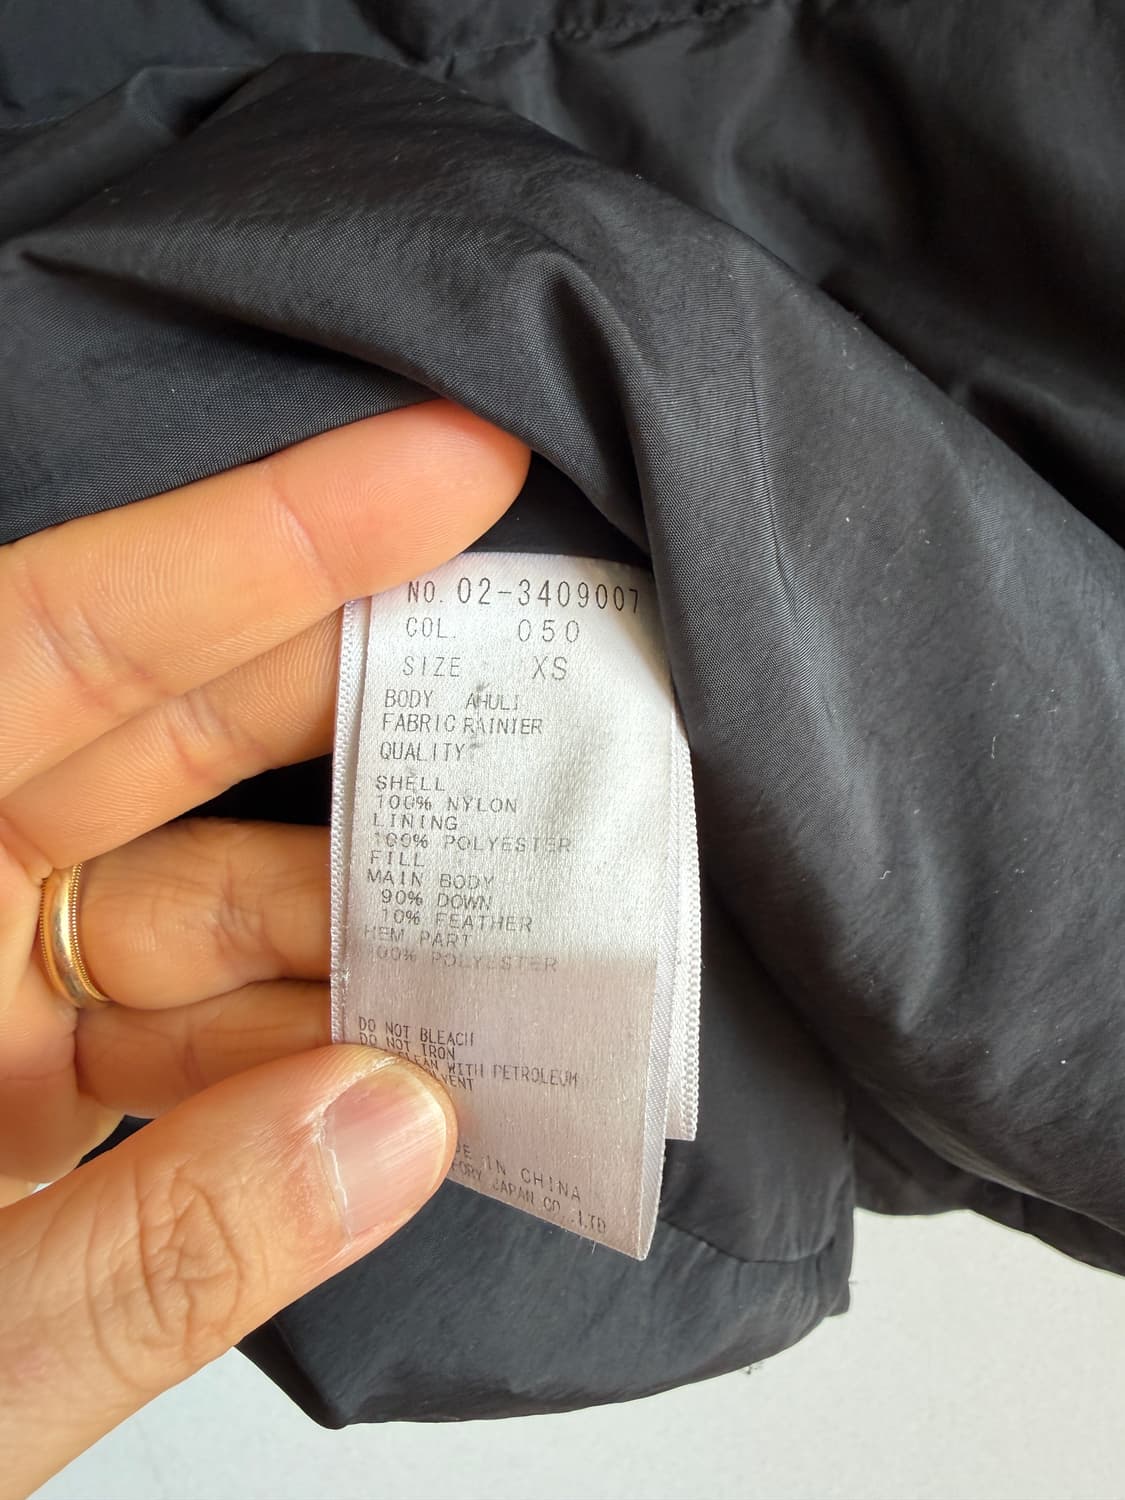 NO. 02-3409007
COL. 050
SIZE XS
BODY AHULI
FABRIC RAINIER
QUALITY
SHELL
100% NYLON
LINING
100% POLYESTER
FILL
MAIN BODY
90% DOWN
10% FEATHER
HEM PART
00% POLYESTER
DO NOT BLEACH
DO NOT IRON
WITH PETROLEUM
IN CHINA
JAPAN CO.,LTD